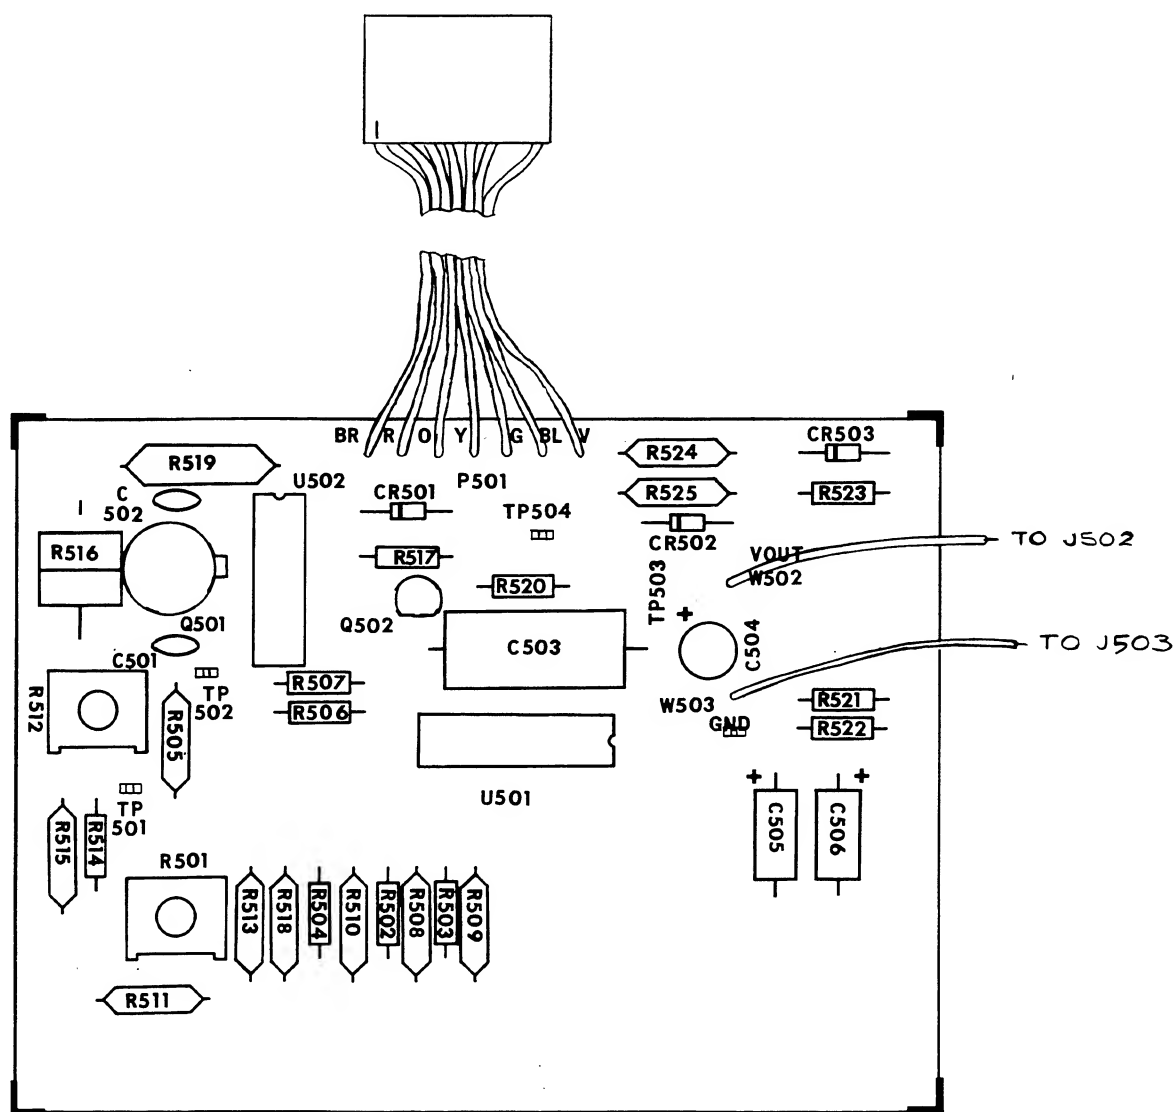 I
BR R O Y G BL V
P501
R519
U502
C
502
I
R516
Q501
C501
R512
TP
502
R505
R507
R506
CR501
R517
Q502
TP504
R520
C503
U501
R524
R525
CR502
CR503
R523
TP503
VOUT
W502
TO J502
+
C504
TO J503
W503
GND
R521
R522
+
C505
+
C506
TP
501
R515
R514
R501
R513
R518
R504
R510
R502
R508
R503
R509
R511